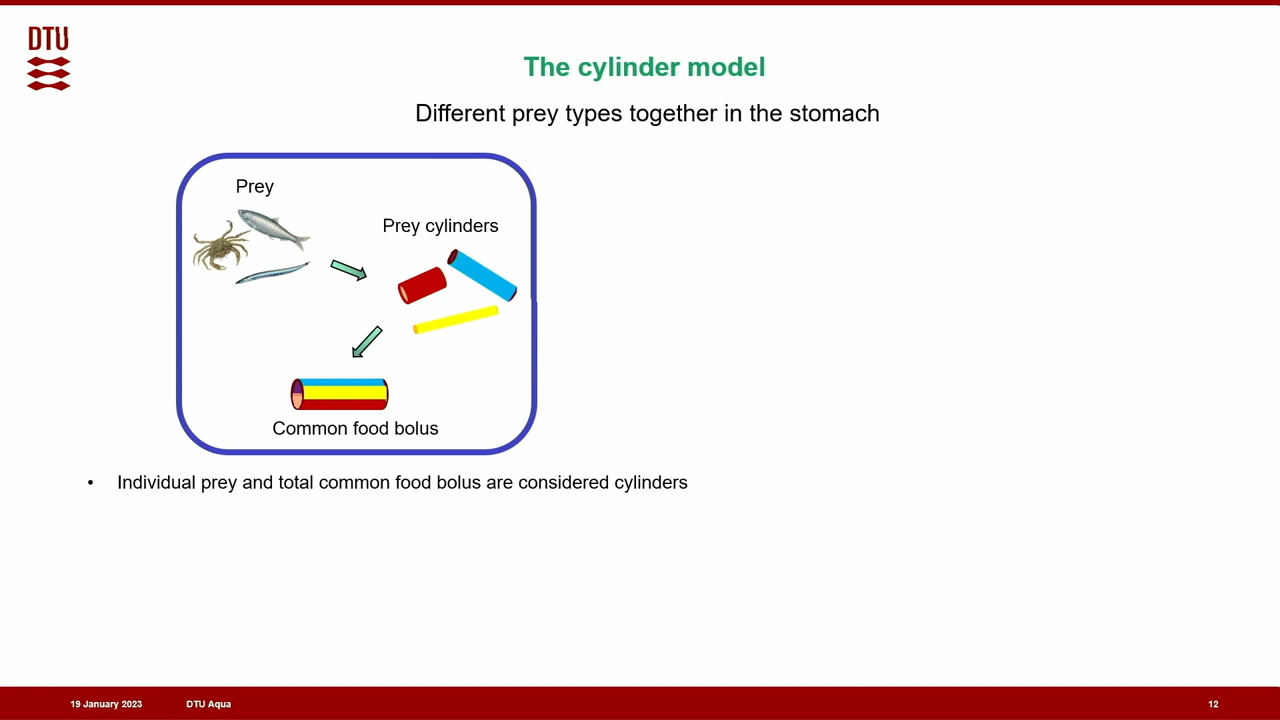 DTU
The cylinder model
Different prey types together in the stomach
Prey
Prey cylinders
Common food bolus
• Individual prey and total common food bolus are considered cylinders
19 January 2023 DTU Aqua 12